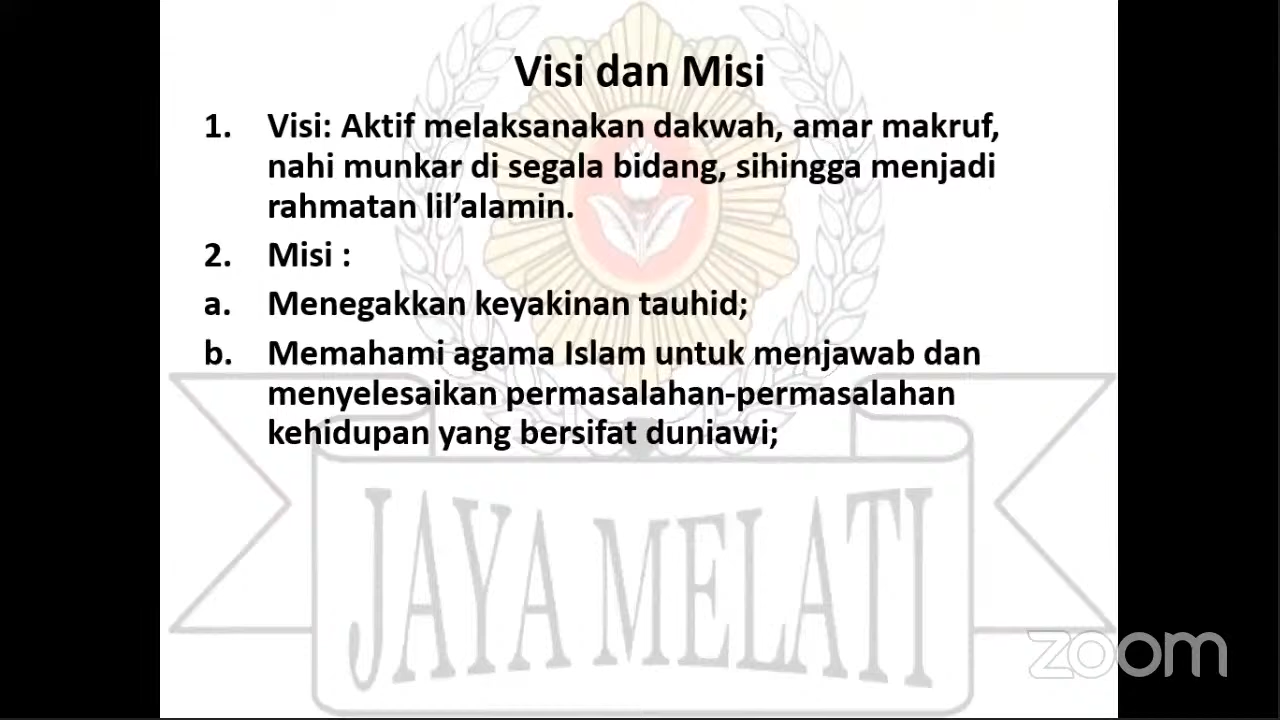 Visi dan Misi
1. Visi: Aktif melaksanakan dakwah, amar makruf,
nahi munkar di segala bidang, sihingga menjadi
rahmatan lil’alamin.
2. Misi :
a. Menegakkan keyakinan tauhid;
b. Memahami agama Islam untuk menjawab dan
menyelesaikan permasalahan-permasalahan
kehidupan yang bersifat duniawi;
JAYA MELATI
zoom